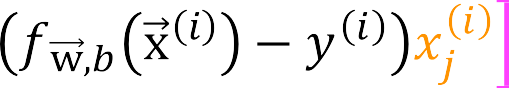 (f_{\vec{w},b}(\vec{x}^{(i)}) − y^{(i)})x_j^{(i)}]